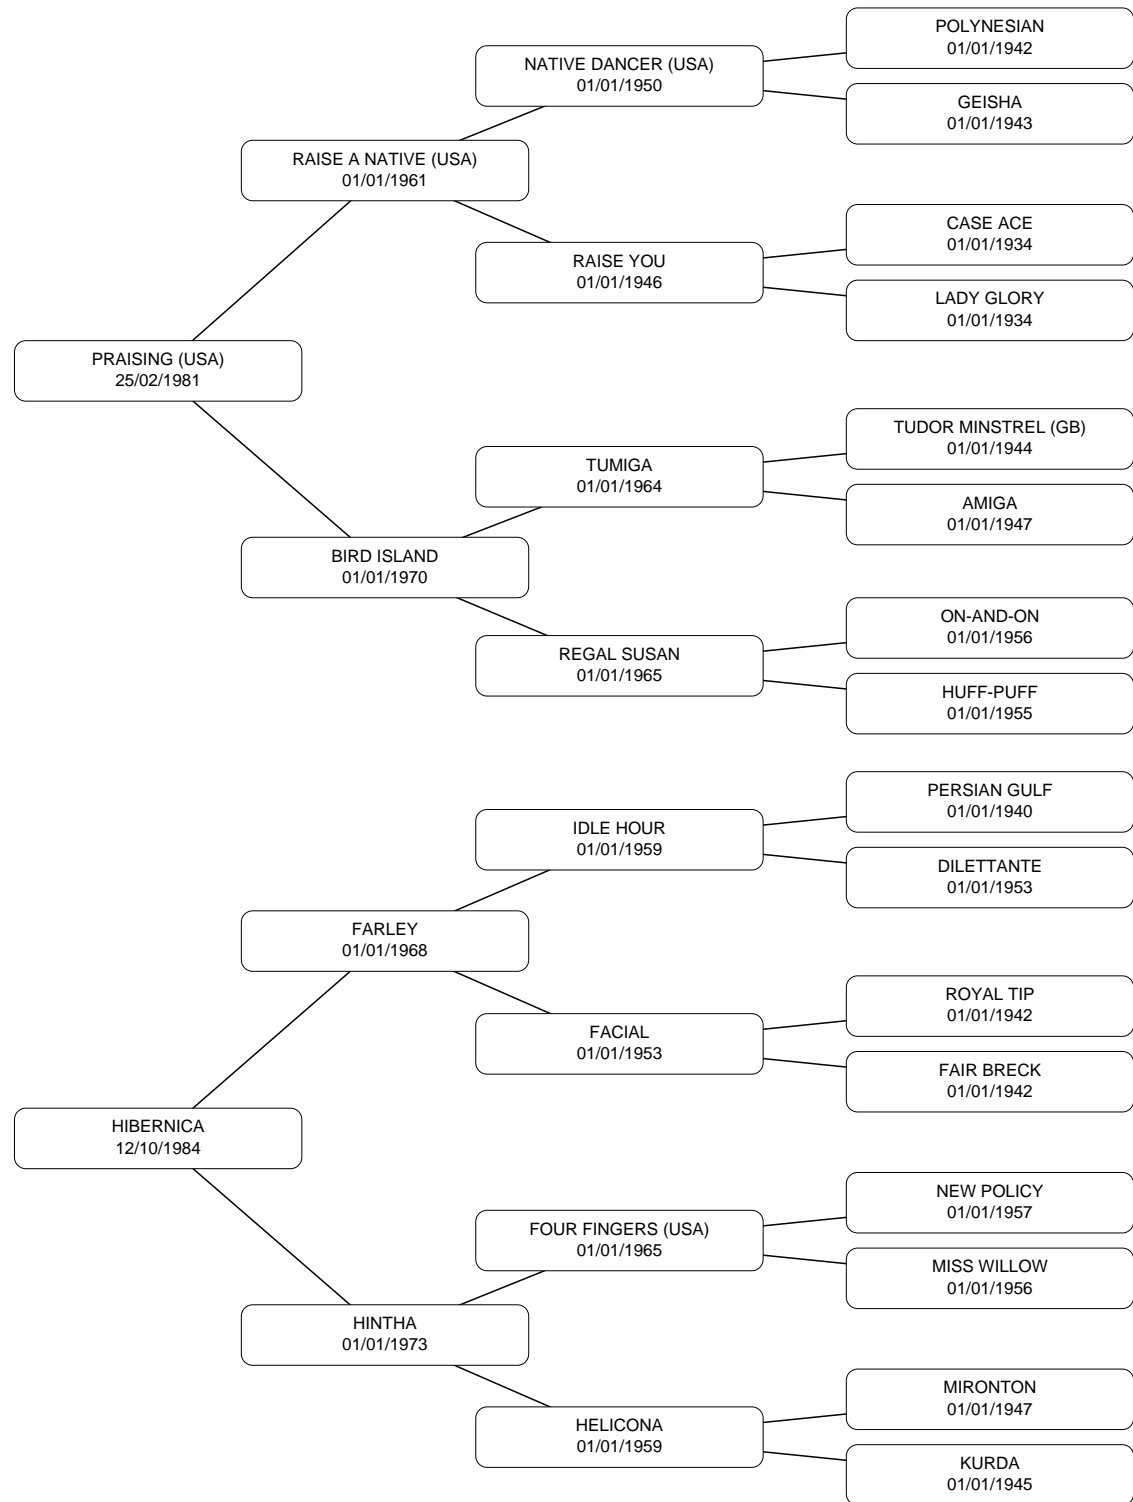 POLYNESIAN
01/01/1942
NATIVE DANCER (USA)
01/01/1950
GEISHA
01/01/1943
RAISE A NATIVE (USA)
01/01/1961
CASE ACE
01/01/1934
RAISE YOU
01/01/1946
LADY GLORY
01/01/1934
PRAISING (USA)
25/02/1981
TUDOR MINSTREL (GB)
01/01/1944
TUMIGA
01/01/1964
AMIGA
01/01/1947
BIRD ISLAND
01/01/1970
ON-AND-ON
01/01/1956
REGAL SUSAN
01/01/1965
HUFF-PUFF
01/01/1955
PERSIAN GULF
01/01/1940
IDLE HOUR
01/01/1959
DILETTANTE
01/01/1953
FARLEY
01/01/1968
ROYAL TIP
01/01/1942
FACIAL
01/01/1953
FAIR BRECK
01/01/1942
HIBERNICA
12/10/1984
NEW POLICY
01/01/1957
FOUR FINGERS (USA)
01/01/1965
MISS WILLOW
01/01/1956
HINTHA
01/01/1973
MIRONTON
01/01/1947
HELICONA
01/01/1959
KURDA
01/01/1945